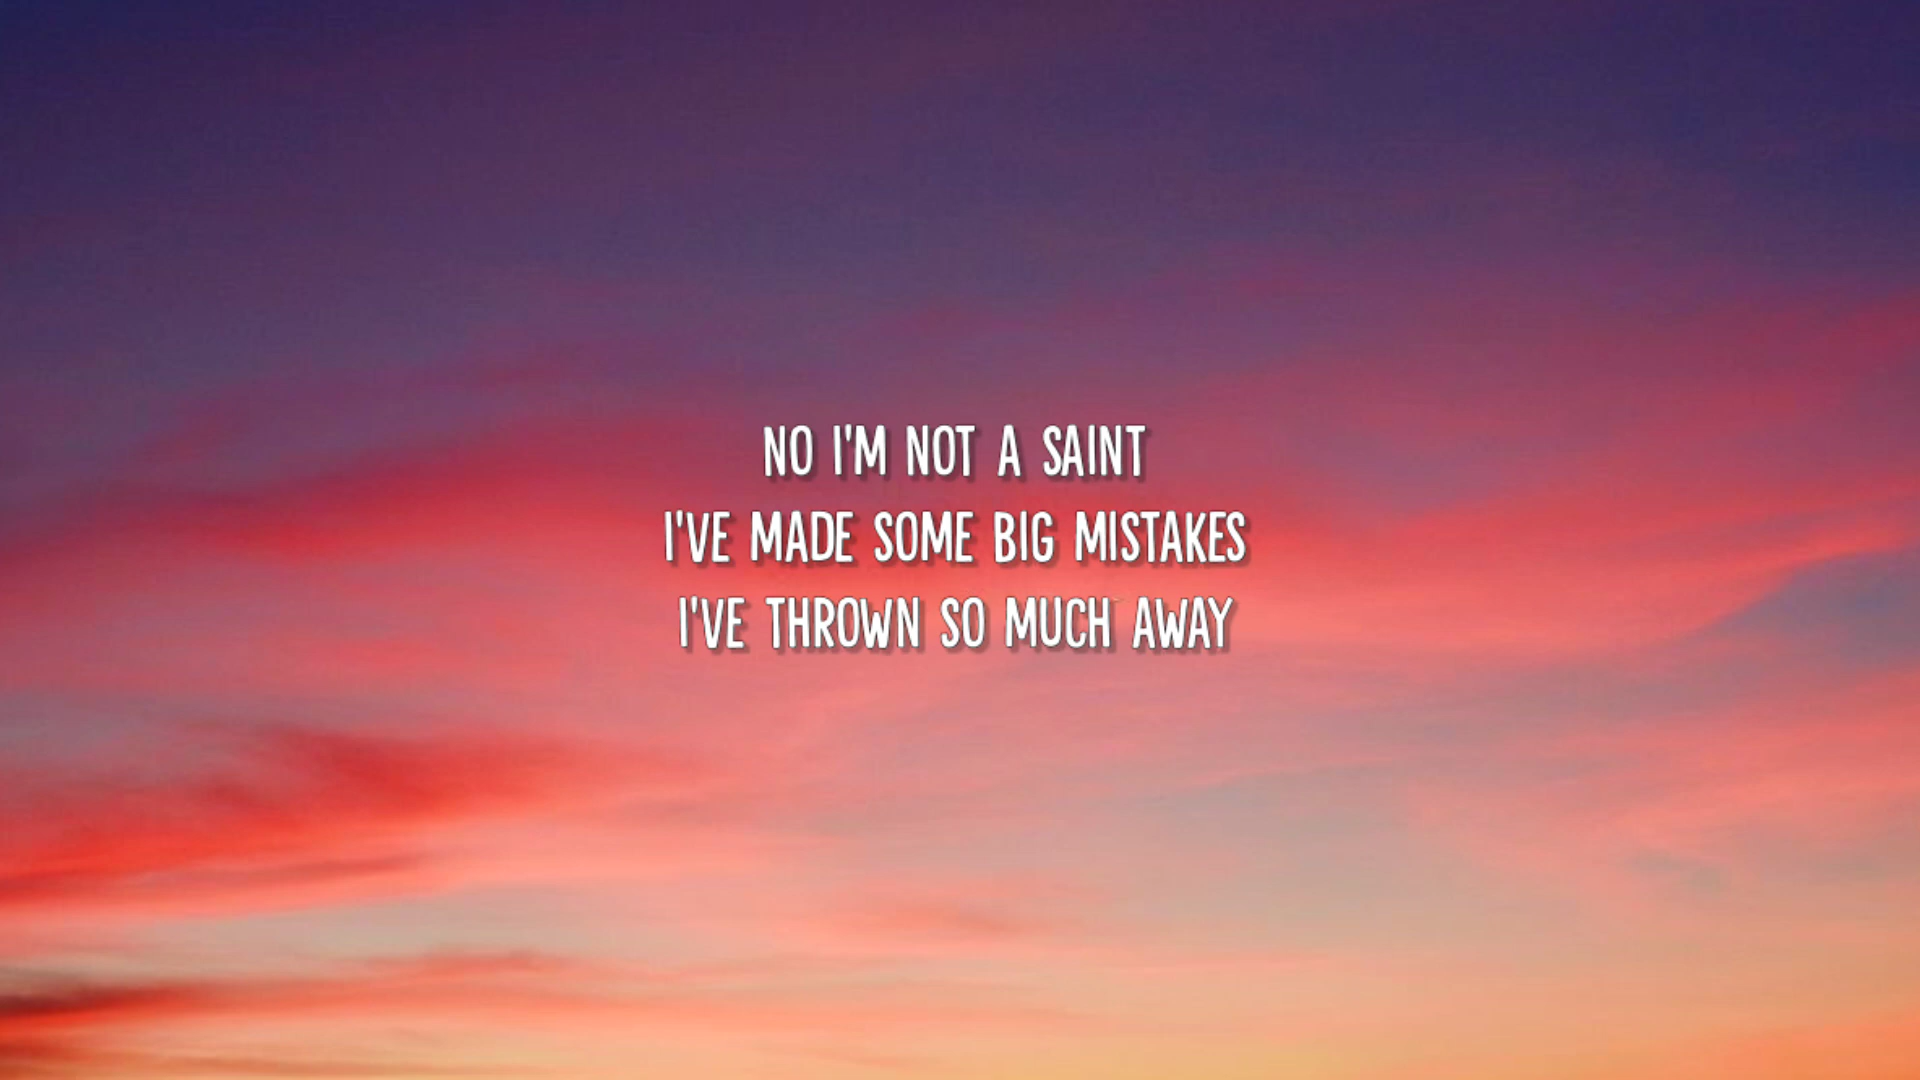 NO I'M NOT A SAINT
I'VE MADE SOME BIG MISTAKES
I'VE THROWN SO MUCH AWAY